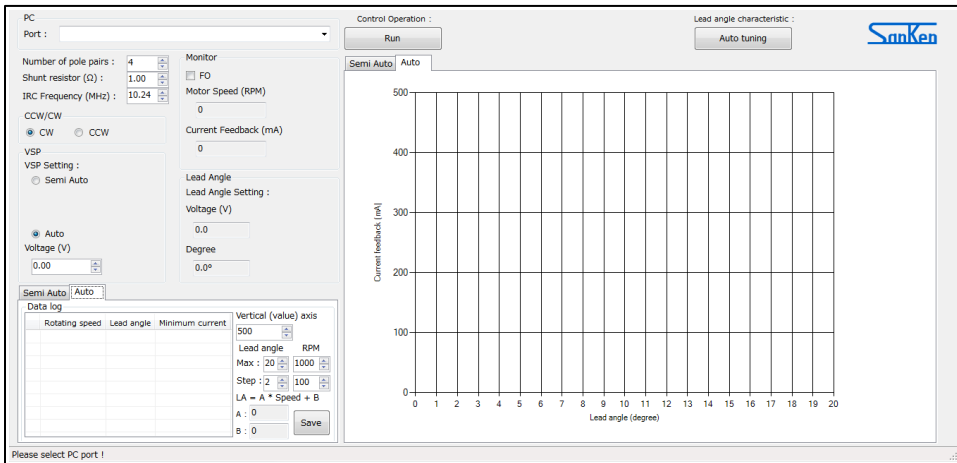 PC
Port :
Control Operation :
Run
Lead angle characteristic :
Auto tuning
SanKen
Number of pole pairs : 4
Shunt resistor (Ω) : 1.00
IRC Frequency (MHz) : 10.24
CCW/CW
CW CCW
VSP
VSP Setting :
Semi Auto
Auto
Voltage (V)
0.00
Monitor
FO
Motor Speed (RPM)
0
Current Feedback (mA)
0
Lead Angle
Lead Angle Setting :
Voltage (V)
0.0
Degree
0.0°
Semi Auto Auto
Data log
Rotating speed Lead angle Minimum current
Vertical (value) axis
500
Lead angle RPM
Max : 20 1000
Step : 2 100
LA = A * Speed + B
A : 0
B : 0
Save
Semi Auto Auto
500
400
300
200
100
0
Current feedback [mA]
0 1 2 3 4 5 6 7 8 9 10 11 12 13 14 15 16 17 18 19 20
Lead angle (degree)
Please select PC port !